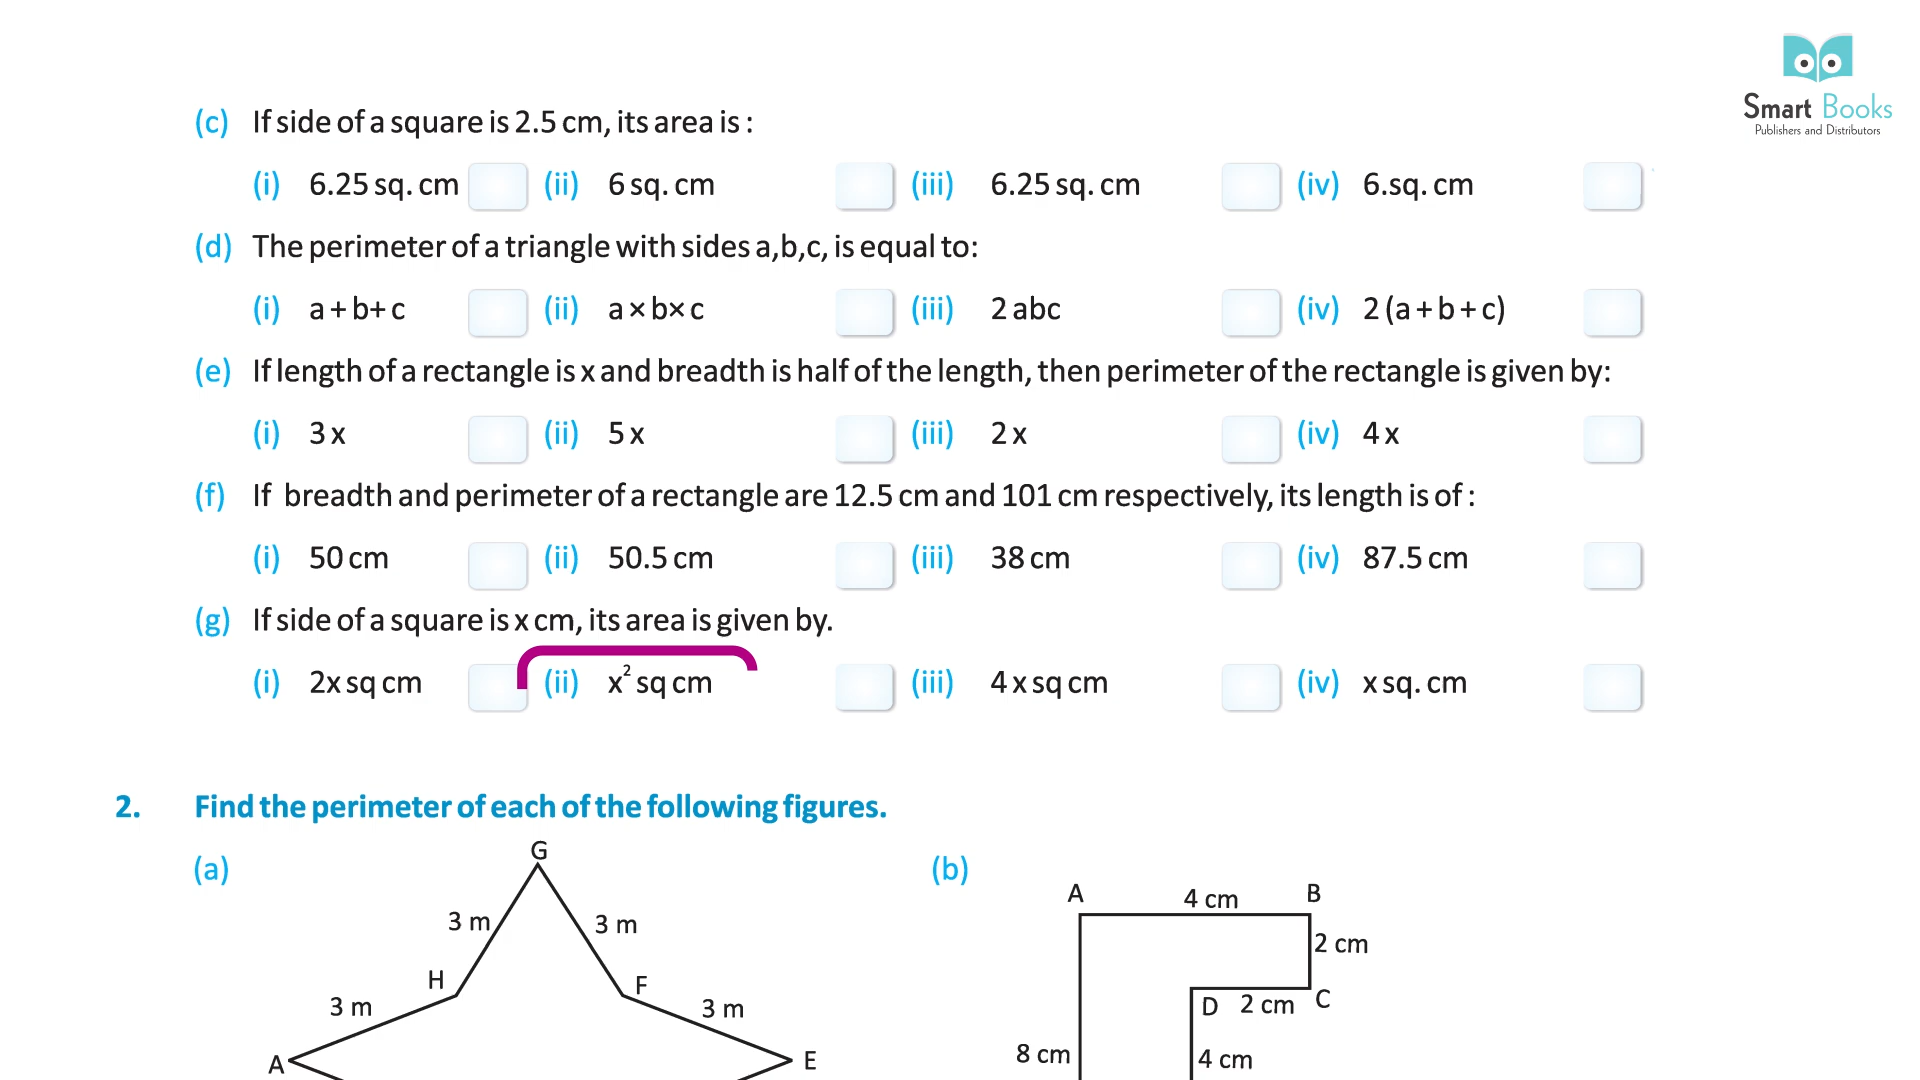 Smart Books
Publishers and Distributors
(c) If side of a square is 2.5 cm, its area is :
(i) 6.25 sq. cm (ii) 6 sq. cm (iii) 6.25 sq. cm (iv) 6.sq. cm
(d) The perimeter of a triangle with sides a,b,c, is equal to:
(i) a + b+ c (ii) a × b× c (iii) 2 abc (iv) 2 (a + b + c)
(e) If length of a rectangle is x and breadth is half of the length, then perimeter of the rectangle is given by:
(i) 3 x (ii) 5 x (iii) 2 x (iv) 4 x
(f) If breadth and perimeter of a rectangle are 12.5 cm and 101 cm respectively, its length is of :
(i) 50 cm (ii) 50.5 cm (iii) 38 cm (iv) 87.5 cm
(g) If side of a square is x cm, its area is given by.
(i) 2x sq cm (ii) x² sq cm (iii) 4 x sq cm (iv) x sq. cm
2. Find the perimeter of each of the following figures.
(a)
G
3 m
3 m
H
F
3 m
3 m
A
E
(b)
A
4 cm
B
2 cm
D
2 cm
C
8 cm
4 cm